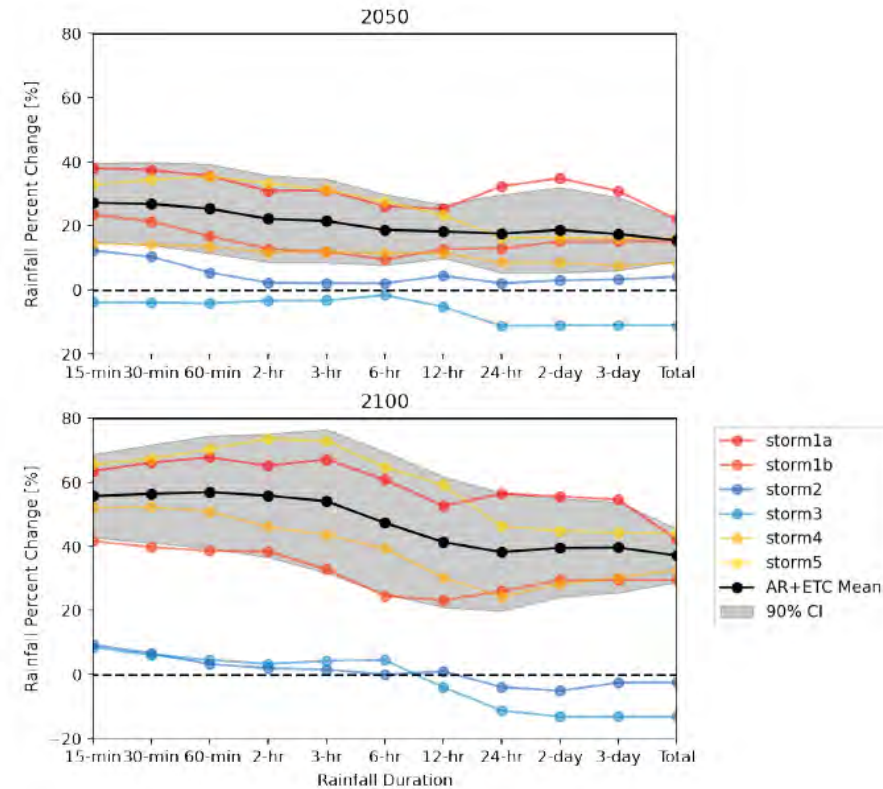 2050
80
60
40
20
0
20
Rainfall Percent Change [%]
15-min 30-min 60-min 2-hr 3-hr 6-hr 12-hr 24-hr 2-day 3-day Total
2100
80
60
40
20
0
−20
Rainfall Percent Change [%]
15-min 30-min 60-min 2-hr 3-hr 6-hr 12-hr 24-hr 2-day 3-day Total
Rainfall Duration
storm1a
storm1b
storm2
storm3
storm4
storm5
AR+ETC Mean
90% CI